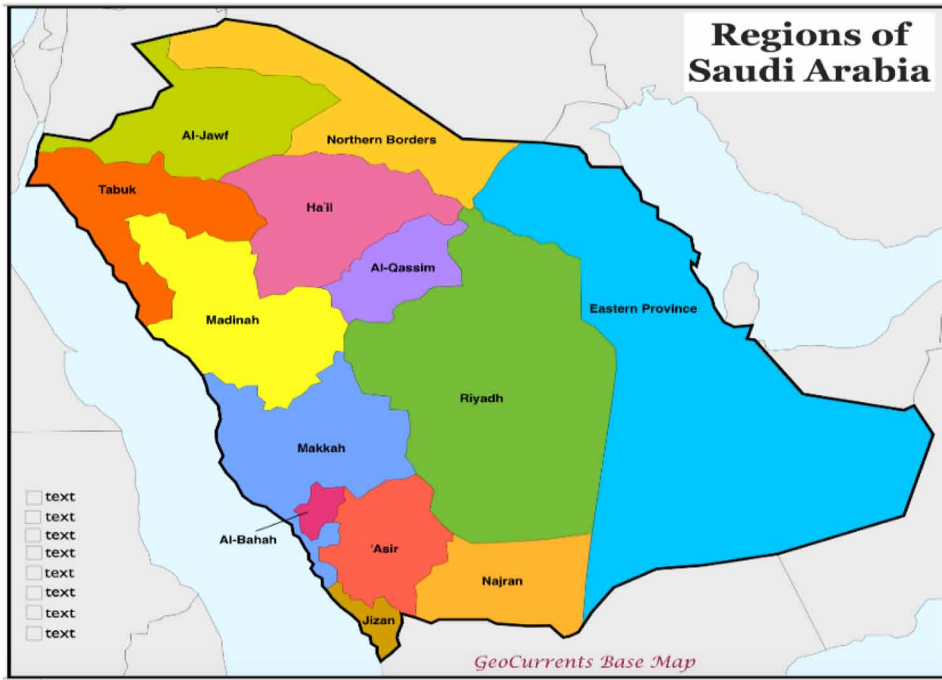 Regions of
Saudi Arabia
Al-Jawf
Northern Borders
Tabuk
Ha'il
Al-Qassim
Madinah
Eastern Province
Riyadh
Makkah
Al-Bahah
'Asir
Najran
Jizan
text
text
text
text
text
text
text
text
GeoCurrents Base Map